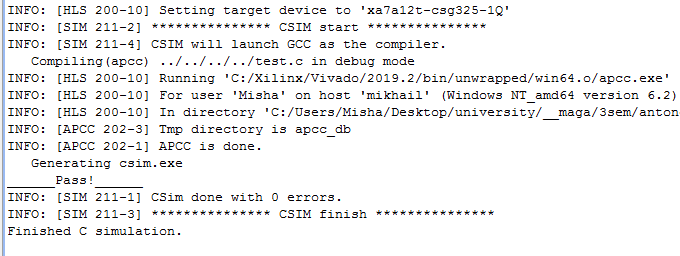 INFO: [HLS 200-10] Setting target device to 'xa7a12t-csg325-1Q'
INFO: [SIM 211-2] *************** CSIM start ***************
INFO: [SIM 211-4] CSIM will launch GCC as the compiler.
Compiling(apcc) ../../../../test.c in debug mode
INFO: [HLS 200-10] Running 'C:/Xilinx/Vivado/2019.2/bin/unwrapped/win64.o/apcc.exe'
INFO: [HLS 200-10] For user 'Misha' on host 'mikhail' (Windows NT_amd64 version 6.2)
INFO: [HLS 200-10] In directory 'C:/Users/Misha/Desktop/university/__maga/3sem/anton
INFO: [APCC 202-3] Tmp directory is apcc_db
INFO: [APCC 202-1] APCC is done.
Generating csim.exe
______Pass!______
INFO: [SIM 211-1] CSim done with 0 errors.
INFO: [SIM 211-3] *************** CSIM finish ***************
Finished C simulation.